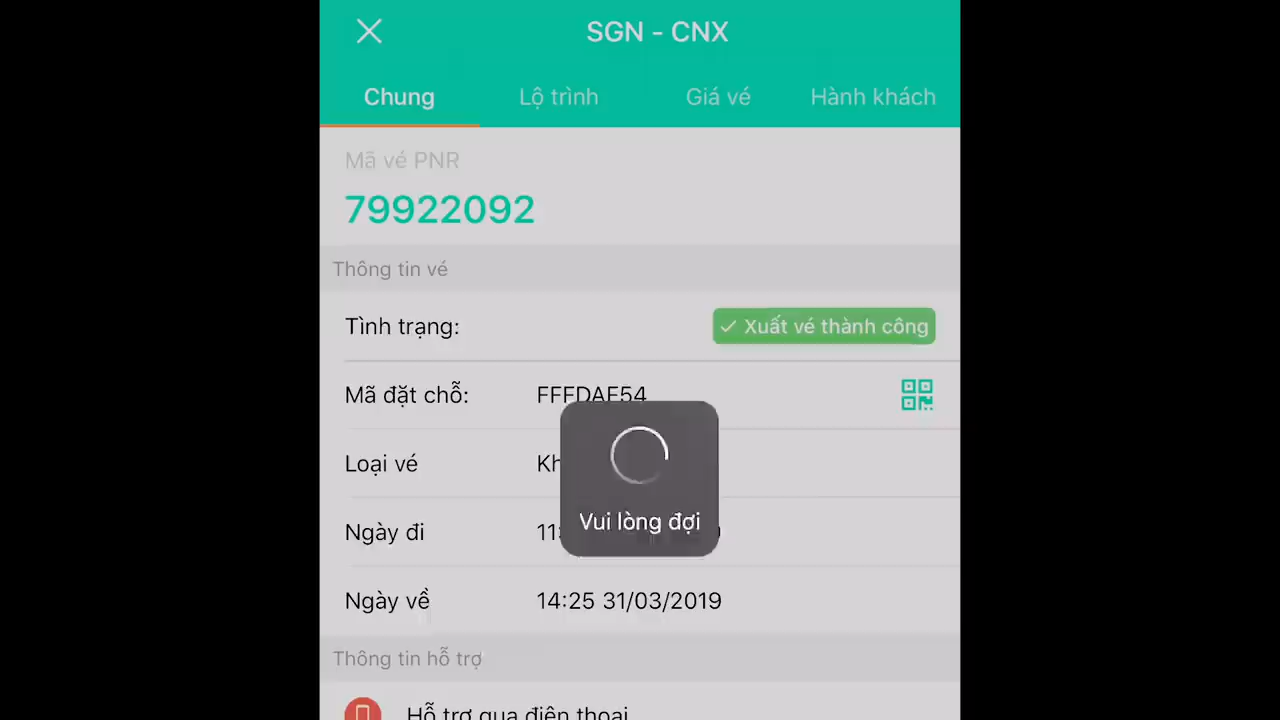 SGN - CNX
Chung Lộ trình Giá vé Hành khách
Mã vé PNR
79922092
Thông tin vé
Tình trạng: Xuất vé thành công
Mã đặt chỗ: FFFDAF54
Loại vé
Ngày đi
Vui lòng đợi
Ngày về 14:25 31/03/2019
Thông tin hỗ trợ
Hỗ trợ qua điện thoại